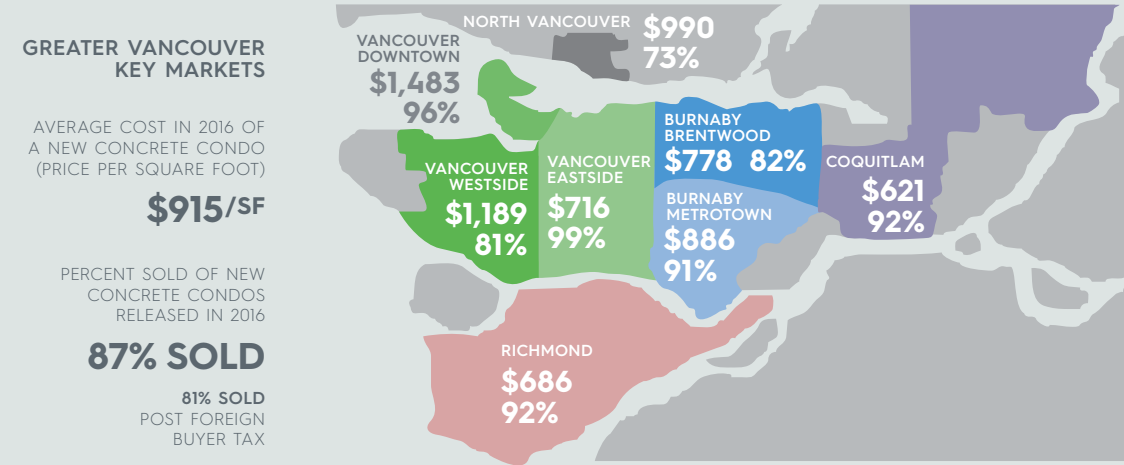 GREATER VANCOUVER
KEY MARKETS
AVERAGE COST IN 2016 OF
A NEW CONCRETE CONDO
(PRICE PER SQUARE FOOT)
$915/SF
PERCENT SOLD OF NEW
CONCRETE CONDOS
RELEASED IN 2016
87% SOLD
81% SOLD
POST FOREIGN
BUYER TAX
NORTH VANCOUVER
$990
73%
VANCOUVER
DOWNTOWN
$1,483
96%
VANCOUVER
WESTSIDE
$1,189
81%
VANCOUVER
EASTSIDE
$716
99%
BURNABY
BRENTWOOD
$778 82%
BURNABY
METROTOWN
$886
91%
COQUITLAM
$621
92%
RICHMOND
$686
92%